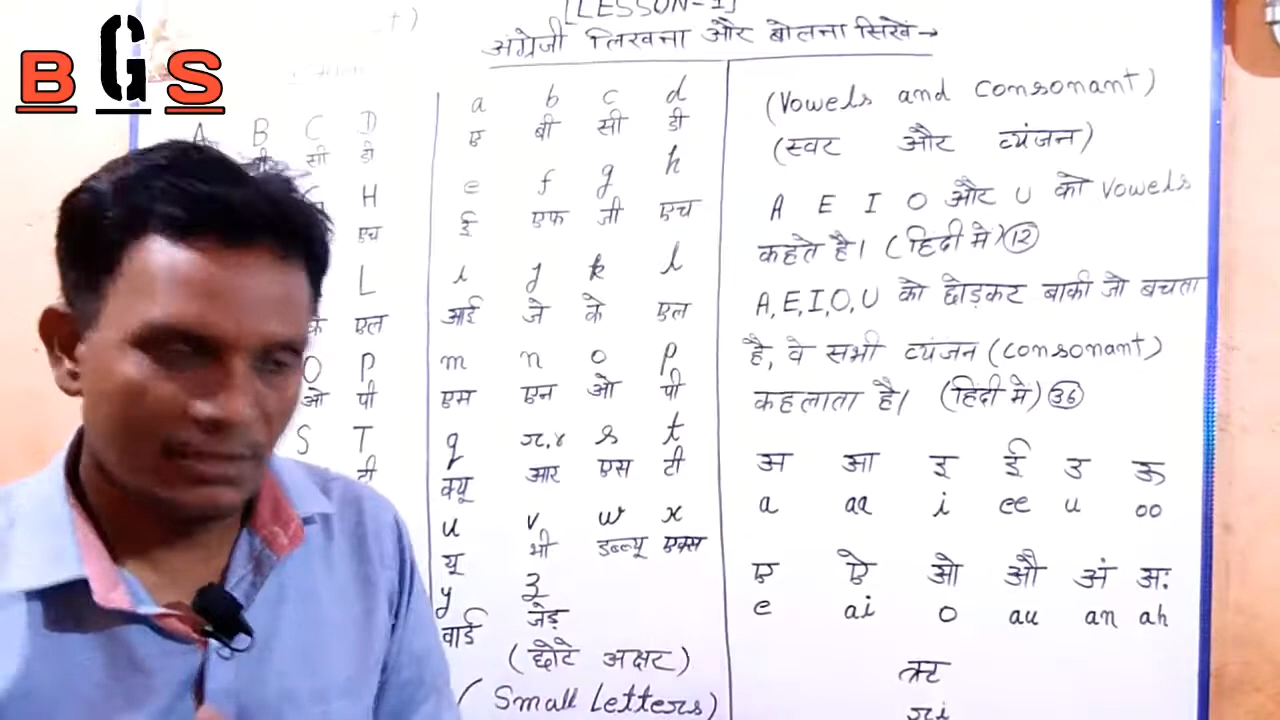 BGS
[LESSON-1]
अंग्रेजी लिखना और बोलना सिखें→
A B C D
सी डी
H
एच
L
के एल
O P
ओ पी
S T
टी
a b c d
ए बी सी डी
e f g h
ई एफ जी एच
i j k l
आई जे के एल
m n o p
एम एन ओ पी
q r,r s t
क्यू आर एस टी
u v w x
यू भी डब्ल्यू एक्स
y z
वाई जेड़
(छोटे अक्षर)
(Small Letters)
(Vowels and Consonant)
(स्वर और व्यंजन)
A E I O और U को Vowels
कहते है। (हिंदी में) 12
A,E,I,O,U को छोड़कर बाकी जो बचता
है, वे सभी व्यंजन (Consonant)
कहलाता है। (हिंदी में) 36
अ आ इ ई उ ऊ
a aa i ee u oo
ए ऐ ओ औ अं अः
e ai o au an ah
ऋ
ri